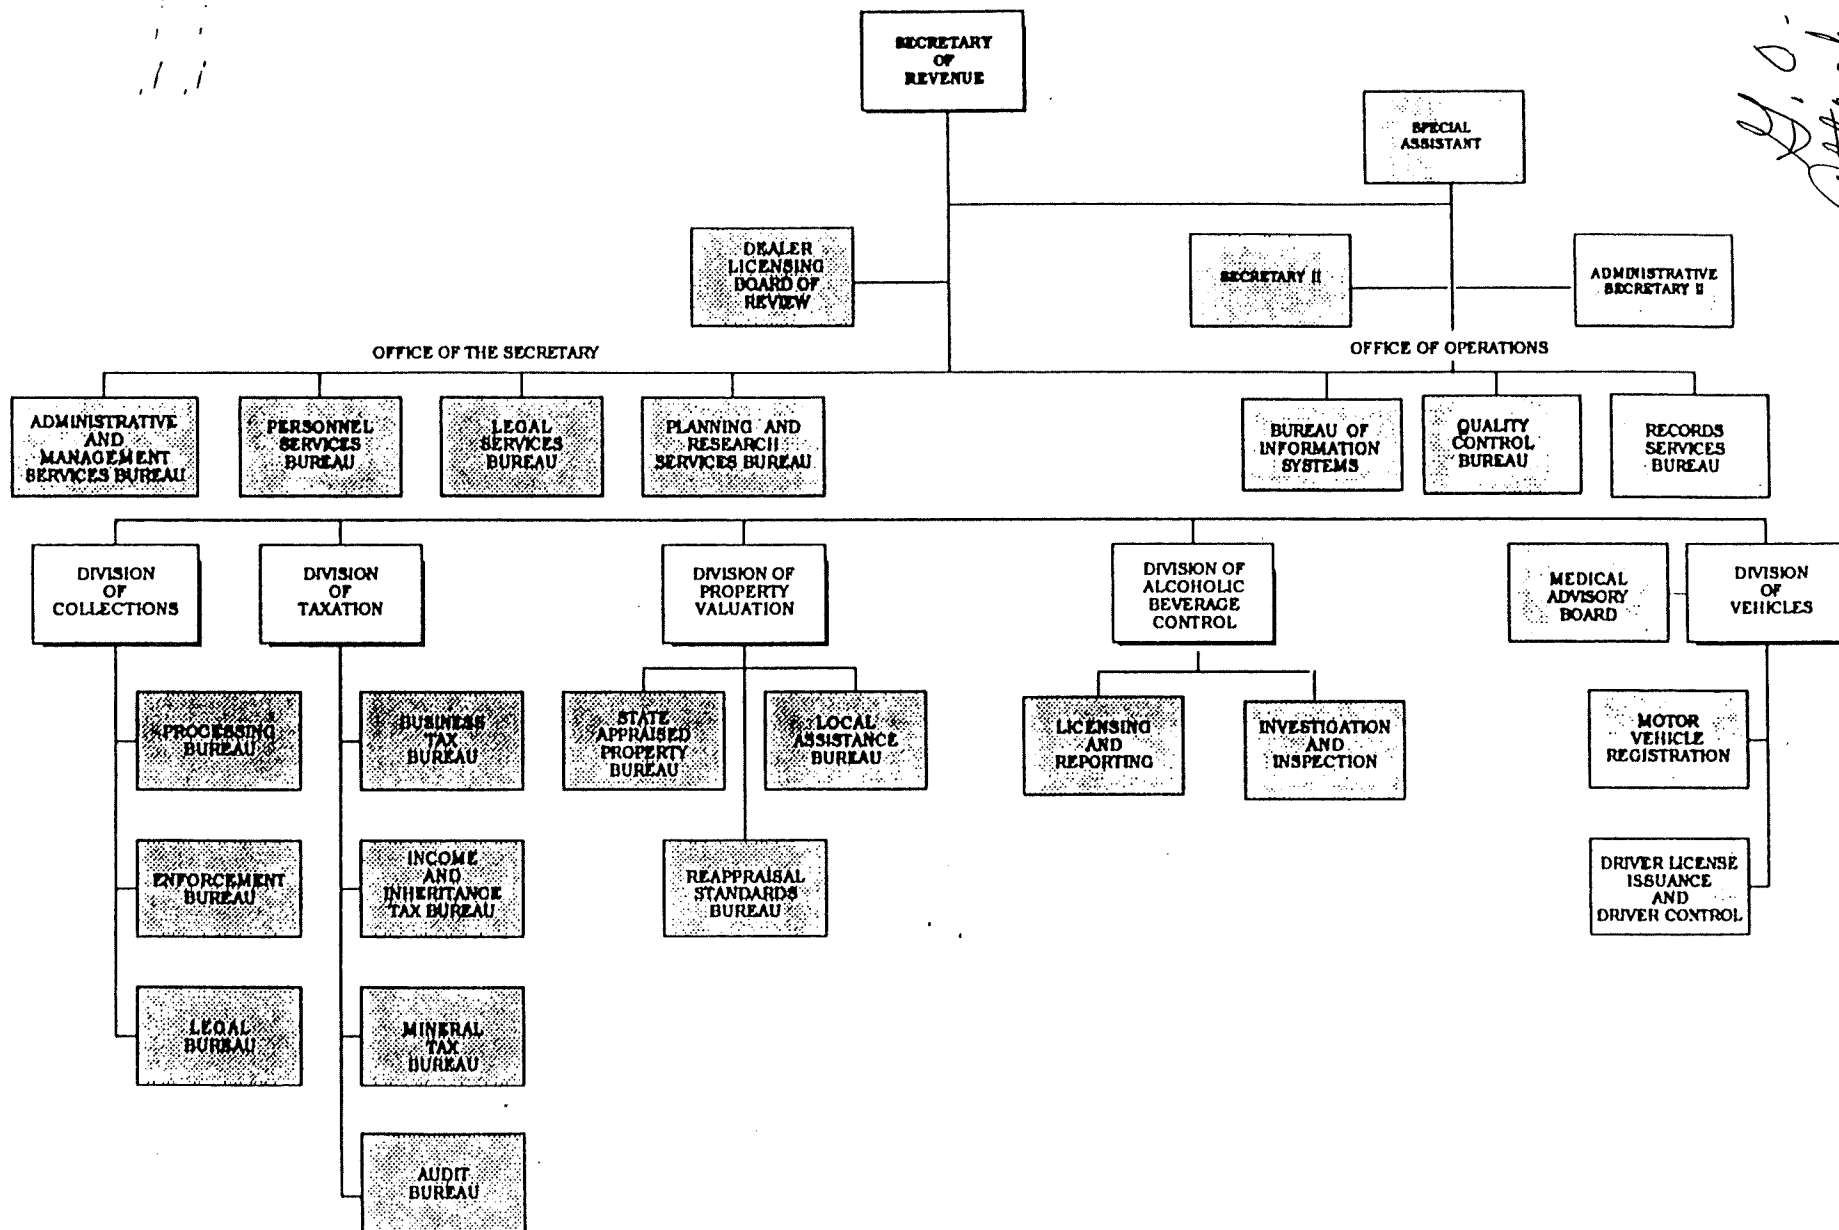 SECRETARY
OF
REVENUE
SPECIAL
ASSISTANT
DEALER
LICENSING
BOARD OF
REVIEW
SECRETARY II
ADMINISTRATIVE
SECRETARY II
OFFICE OF THE SECRETARY
OFFICE OF OPERATIONS
ADMINISTRATIVE
AND
MANAGEMENT
SERVICES BUREAU
PERSONNEL
SERVICES
BUREAU
LEGAL
SERVICES
BUREAU
PLANNING AND
RESEARCH
SERVICES BUREAU
BUREAU OF
INFORMATION
SYSTEMS
QUALITY
CONTROL
BUREAU
RECORDS
SERVICES
BUREAU
DIVISION
OF
COLLECTIONS
DIVISION
OF
TAXATION
DIVISION OF
PROPERTY
VALUATION
DIVISION OF
ALCOHOLIC
BEVERAGE
CONTROL
MEDICAL
ADVISORY
BOARD
DIVISION
OF
VEHICLES
PROCESSING
BUREAU
BUSINESS
TAX
BUREAU
STATE
APPRAISED
PROPERTY
BUREAU
LOCAL
ASSISTANCE
BUREAU
LICENSING
AND
REPORTING
INVESTIGATION
AND
INSPECTION
MOTOR
VEHICLE
REGISTRATION
ENFORCEMENT
BUREAU
INCOME
AND
INHERITANCE
TAX BUREAU
REAPPRAISAL
STANDARDS
BUREAU
DRIVER LICENSE
ISSUANCE
AND
DRIVER CONTROL
LEGAL
BUREAU
MINERAL
TAX
BUREAU
AUDIT
BUREAU